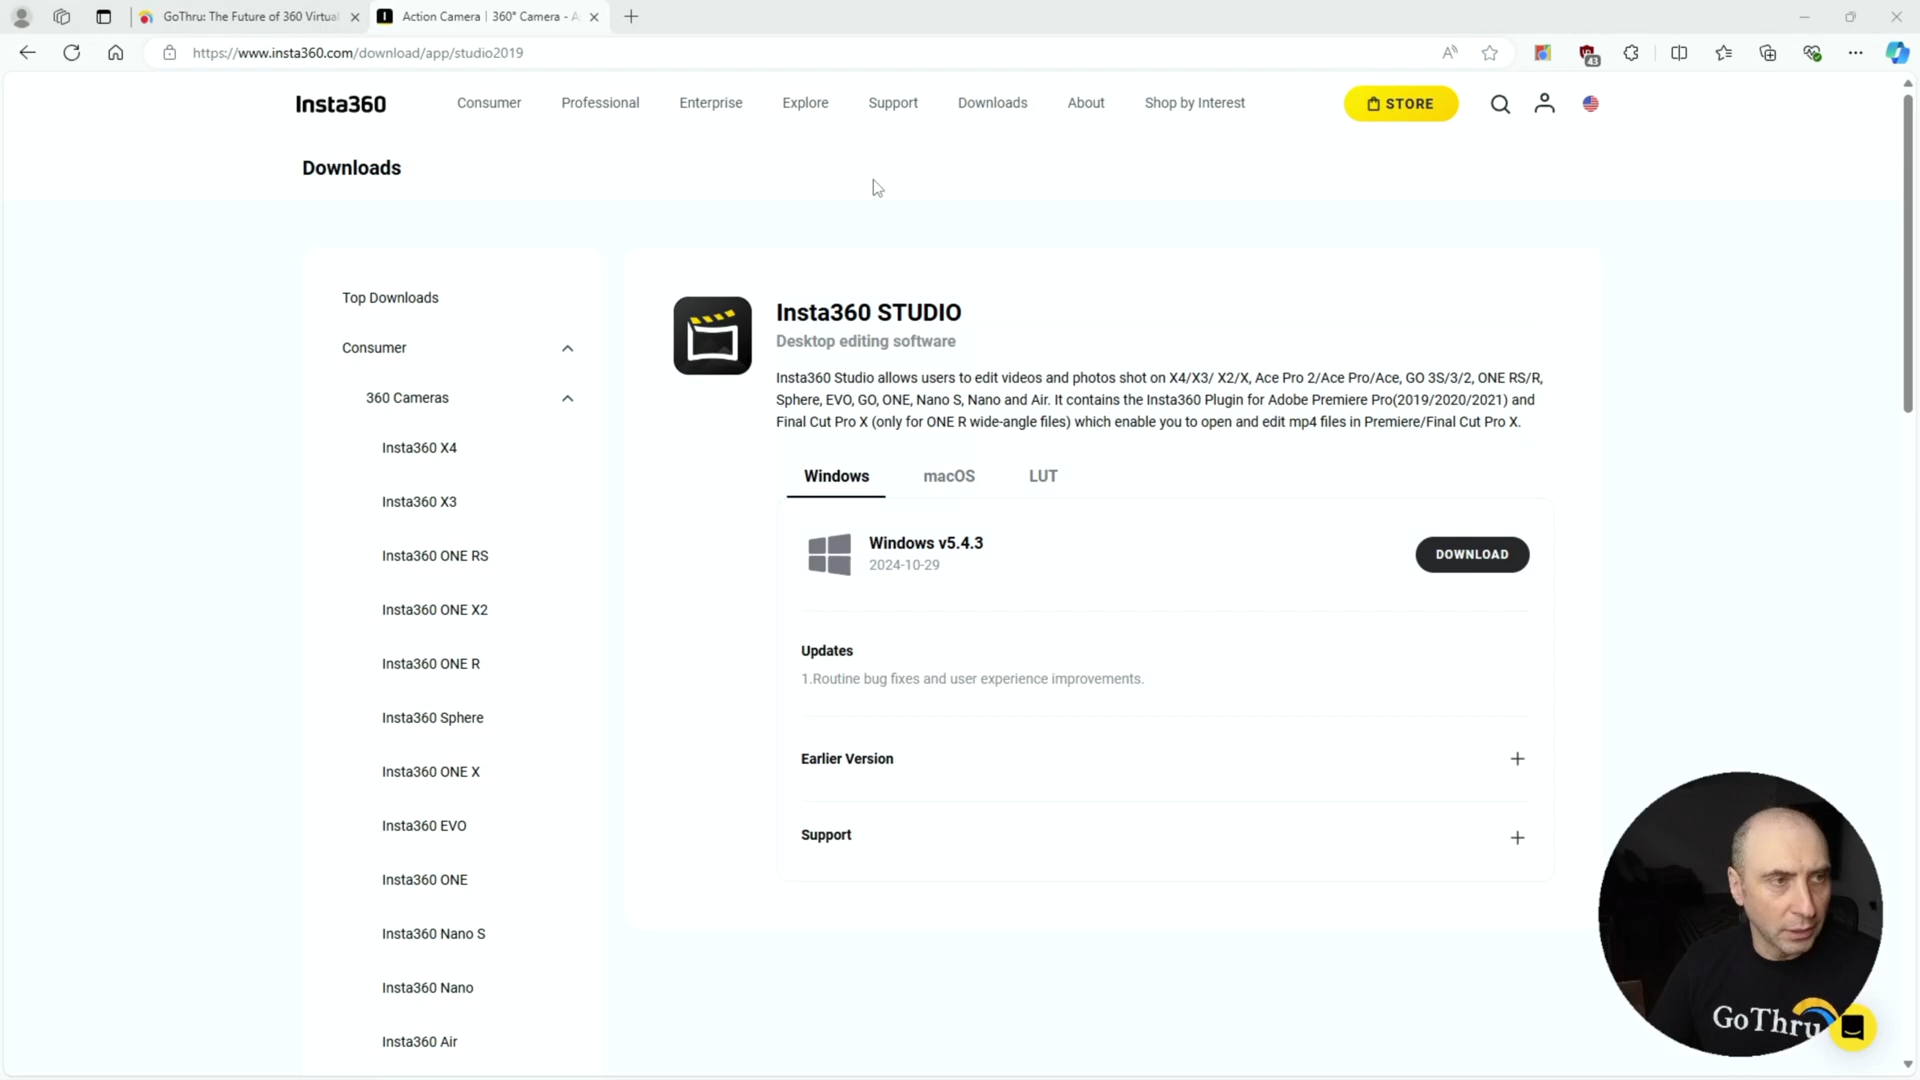 GoThru: The Future of 360 Virtual
Action Camera | 360° Camera - A
https://www.insta360.com/download/app/studio2019
43
Insta360
Consumer
Professional
Enterprise
Explore
Support
Downloads
About
Shop by Interest
STORE
Downloads
Top Downloads
Consumer
360 Cameras
Insta360 X4
Insta360 X3
Insta360 ONE RS
Insta360 ONE X2
Insta360 ONE R
Insta360 Sphere
Insta360 ONE X
Insta360 EVO
Insta360 ONE
Insta360 Nano S
Insta360 Nano
Insta360 Air
Insta360 STUDIO
Desktop editing software
Insta360 Studio allows users to edit videos and photos shot on X4/X3/ X2/X, Ace Pro 2/Ace Pro/Ace, GO 3S/3/2, ONE RS/R,
Sphere, EVO, GO, ONE, Nano S, Nano and Air. It contains the Insta360 Plugin for Adobe Premiere Pro(2019/2020/2021) and
Final Cut Pro X (only for ONE R wide-angle files) which enable you to open and edit mp4 files in Premiere/Final Cut Pro X.
Windows
macOS
LUT
Windows v5.4.3
2024-10-29
DOWNLOAD
Updates
1.Routine bug fixes and user experience improvements.
Earlier Version
Support
GoThru